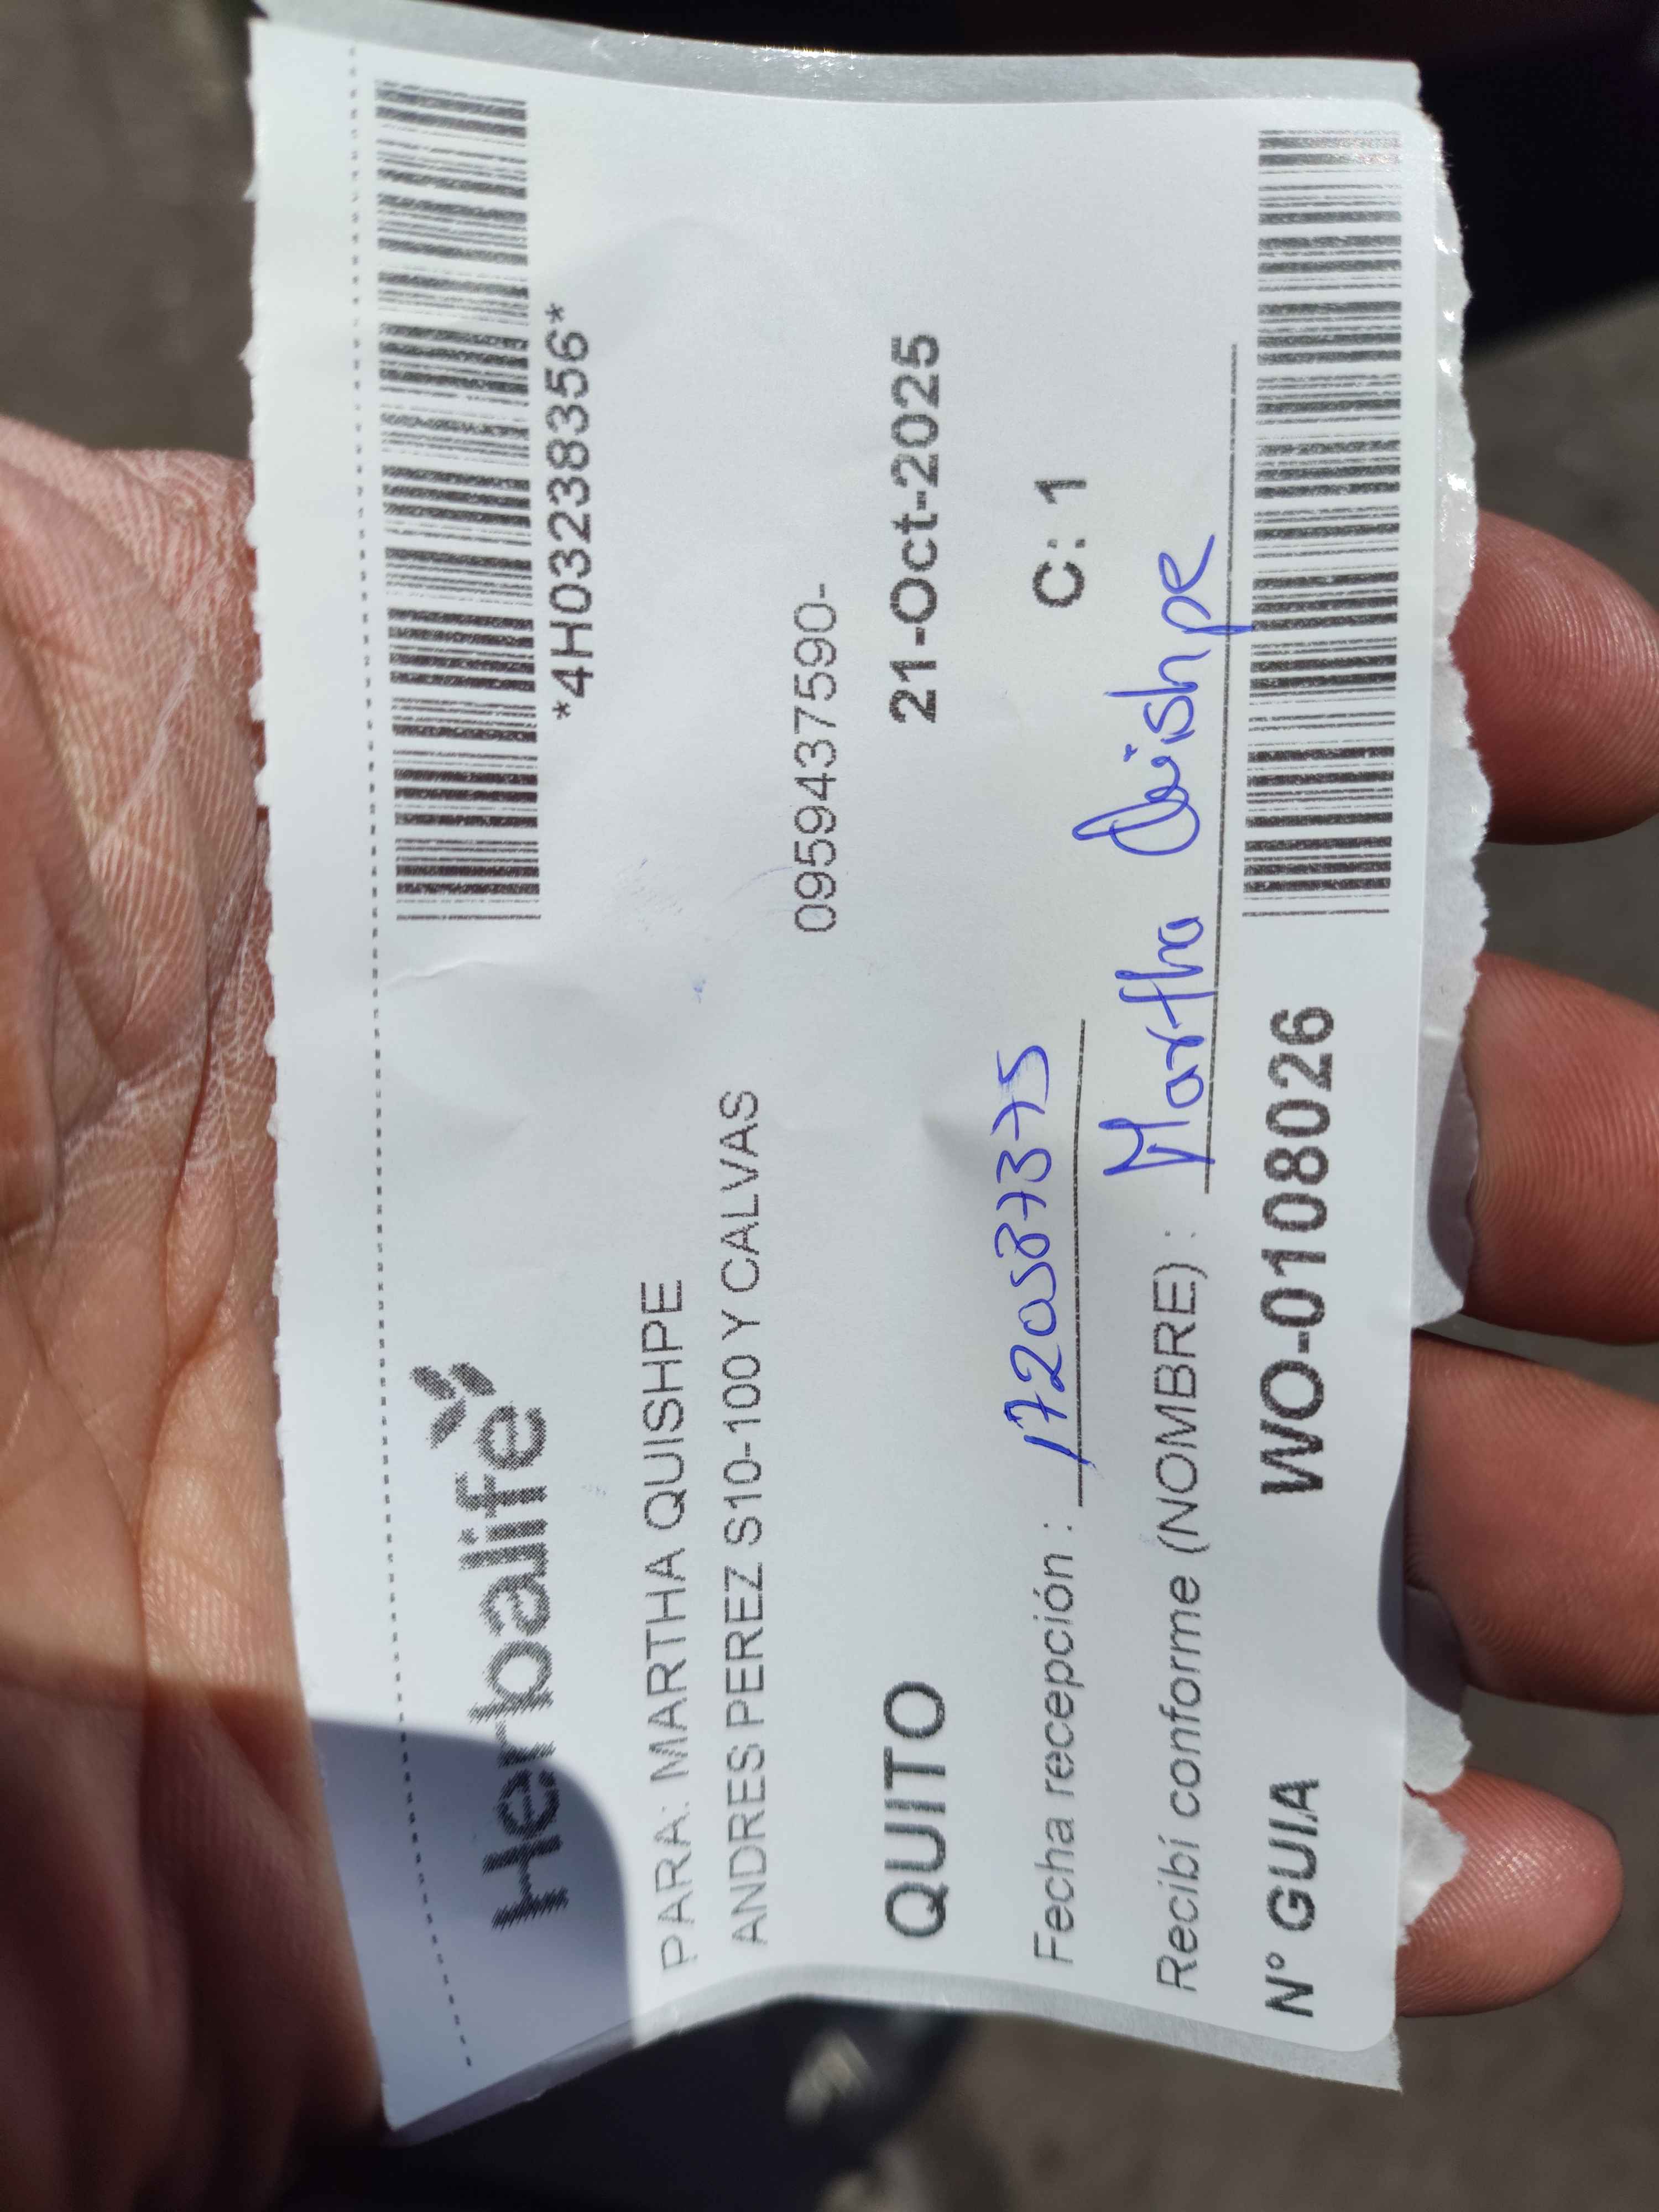 Herbalife
*4H03238356*
PARA: MARTHA QUISHPE
ANDRES PEREZ S10-100 Y CALVAS
0959437590-
QUITO 21-Oct-2025
Fecha recepción : 1720587375 C: 1
Recibí conforme (NOMBRE) : Martha Quishpe
N° GUIA WO-0108026